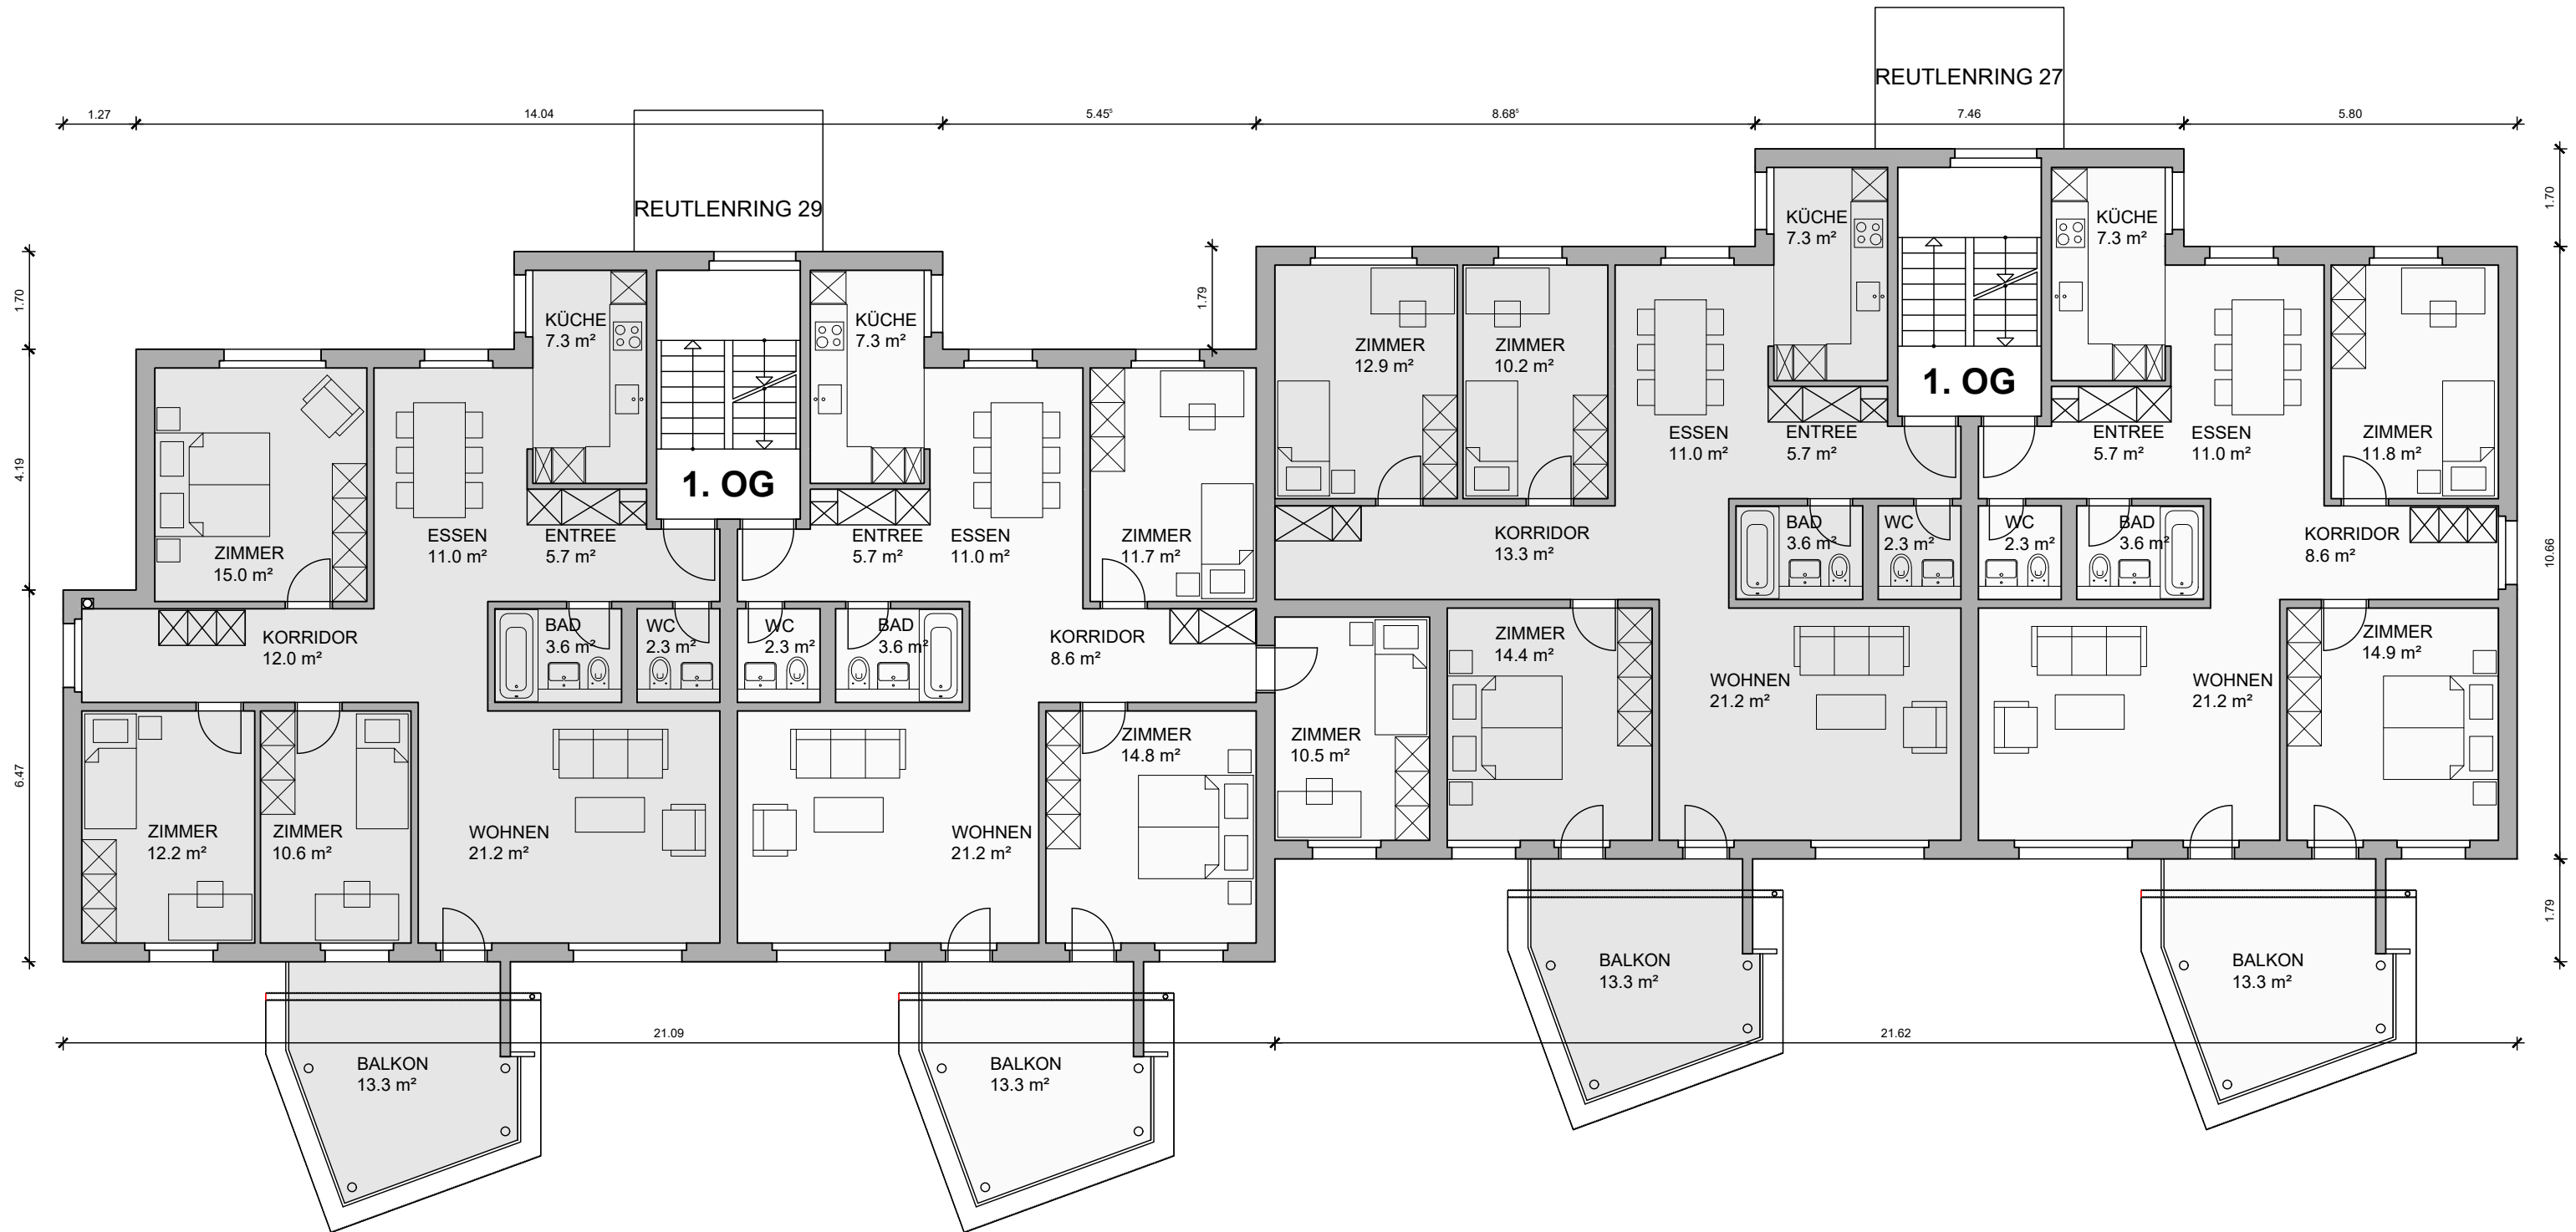 REUTLENRING 27
1.27
14.04
5.45⁵
8.68⁵
7.46
5.80
REUTLENRING 29
1.70
4.19
6.47
1.79
1.70
10.66
1.79
KÜCHE
7.3 m²
KÜCHE
7.3 m²
1. OG
ZIMMER
15.0 m²
ESSEN
11.0 m²
ENTREE
5.7 m²
ENTREE
5.7 m²
ESSEN
11.0 m²
ZIMMER
11.7 m²
KORRIDOR
12.0 m²
BAD
3.6 m²
WC
2.3 m²
WC
2.3 m²
BAD
3.6 m²
KORRIDOR
8.6 m²
ZIMMER
12.2 m²
ZIMMER
10.6 m²
WOHNEN
21.2 m²
WOHNEN
21.2 m²
ZIMMER
14.8 m²
BALKON
13.3 m²
BALKON
13.3 m²
KÜCHE
7.3 m²
KÜCHE
7.3 m²
1. OG
ZIMMER
12.9 m²
ZIMMER
10.2 m²
ESSEN
11.0 m²
ENTREE
5.7 m²
ENTREE
5.7 m²
ESSEN
11.0 m²
ZIMMER
11.8 m²
KORRIDOR
13.3 m²
BAD
3.6 m²
WC
2.3 m²
WC
2.3 m²
BAD
3.6 m²
KORRIDOR
8.6 m²
ZIMMER
10.5 m²
ZIMMER
14.4 m²
WOHNEN
21.2 m²
WOHNEN
21.2 m²
ZIMMER
14.9 m²
BALKON
13.3 m²
BALKON
13.3 m²
21.09
21.62